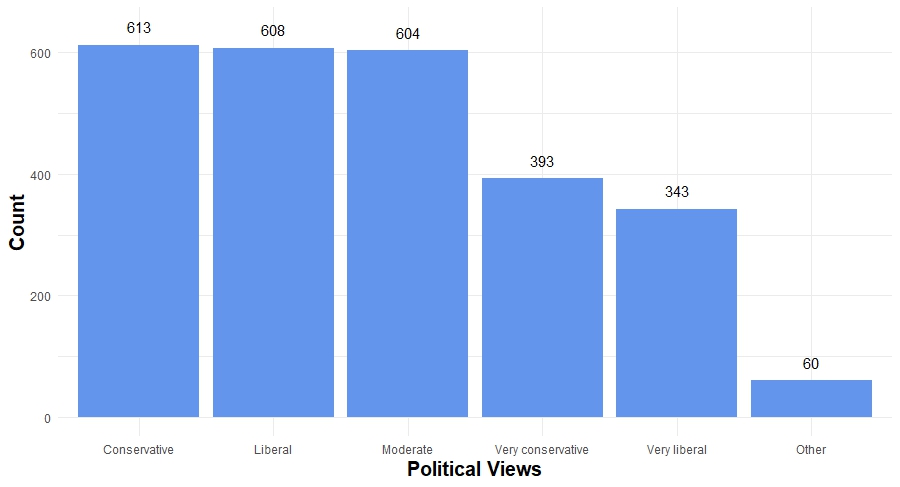 613
608
604
393
343
60
600
400
200
0
Count
Conservative
Liberal
Moderate
Very conservative
Very liberal
Other
Political Views